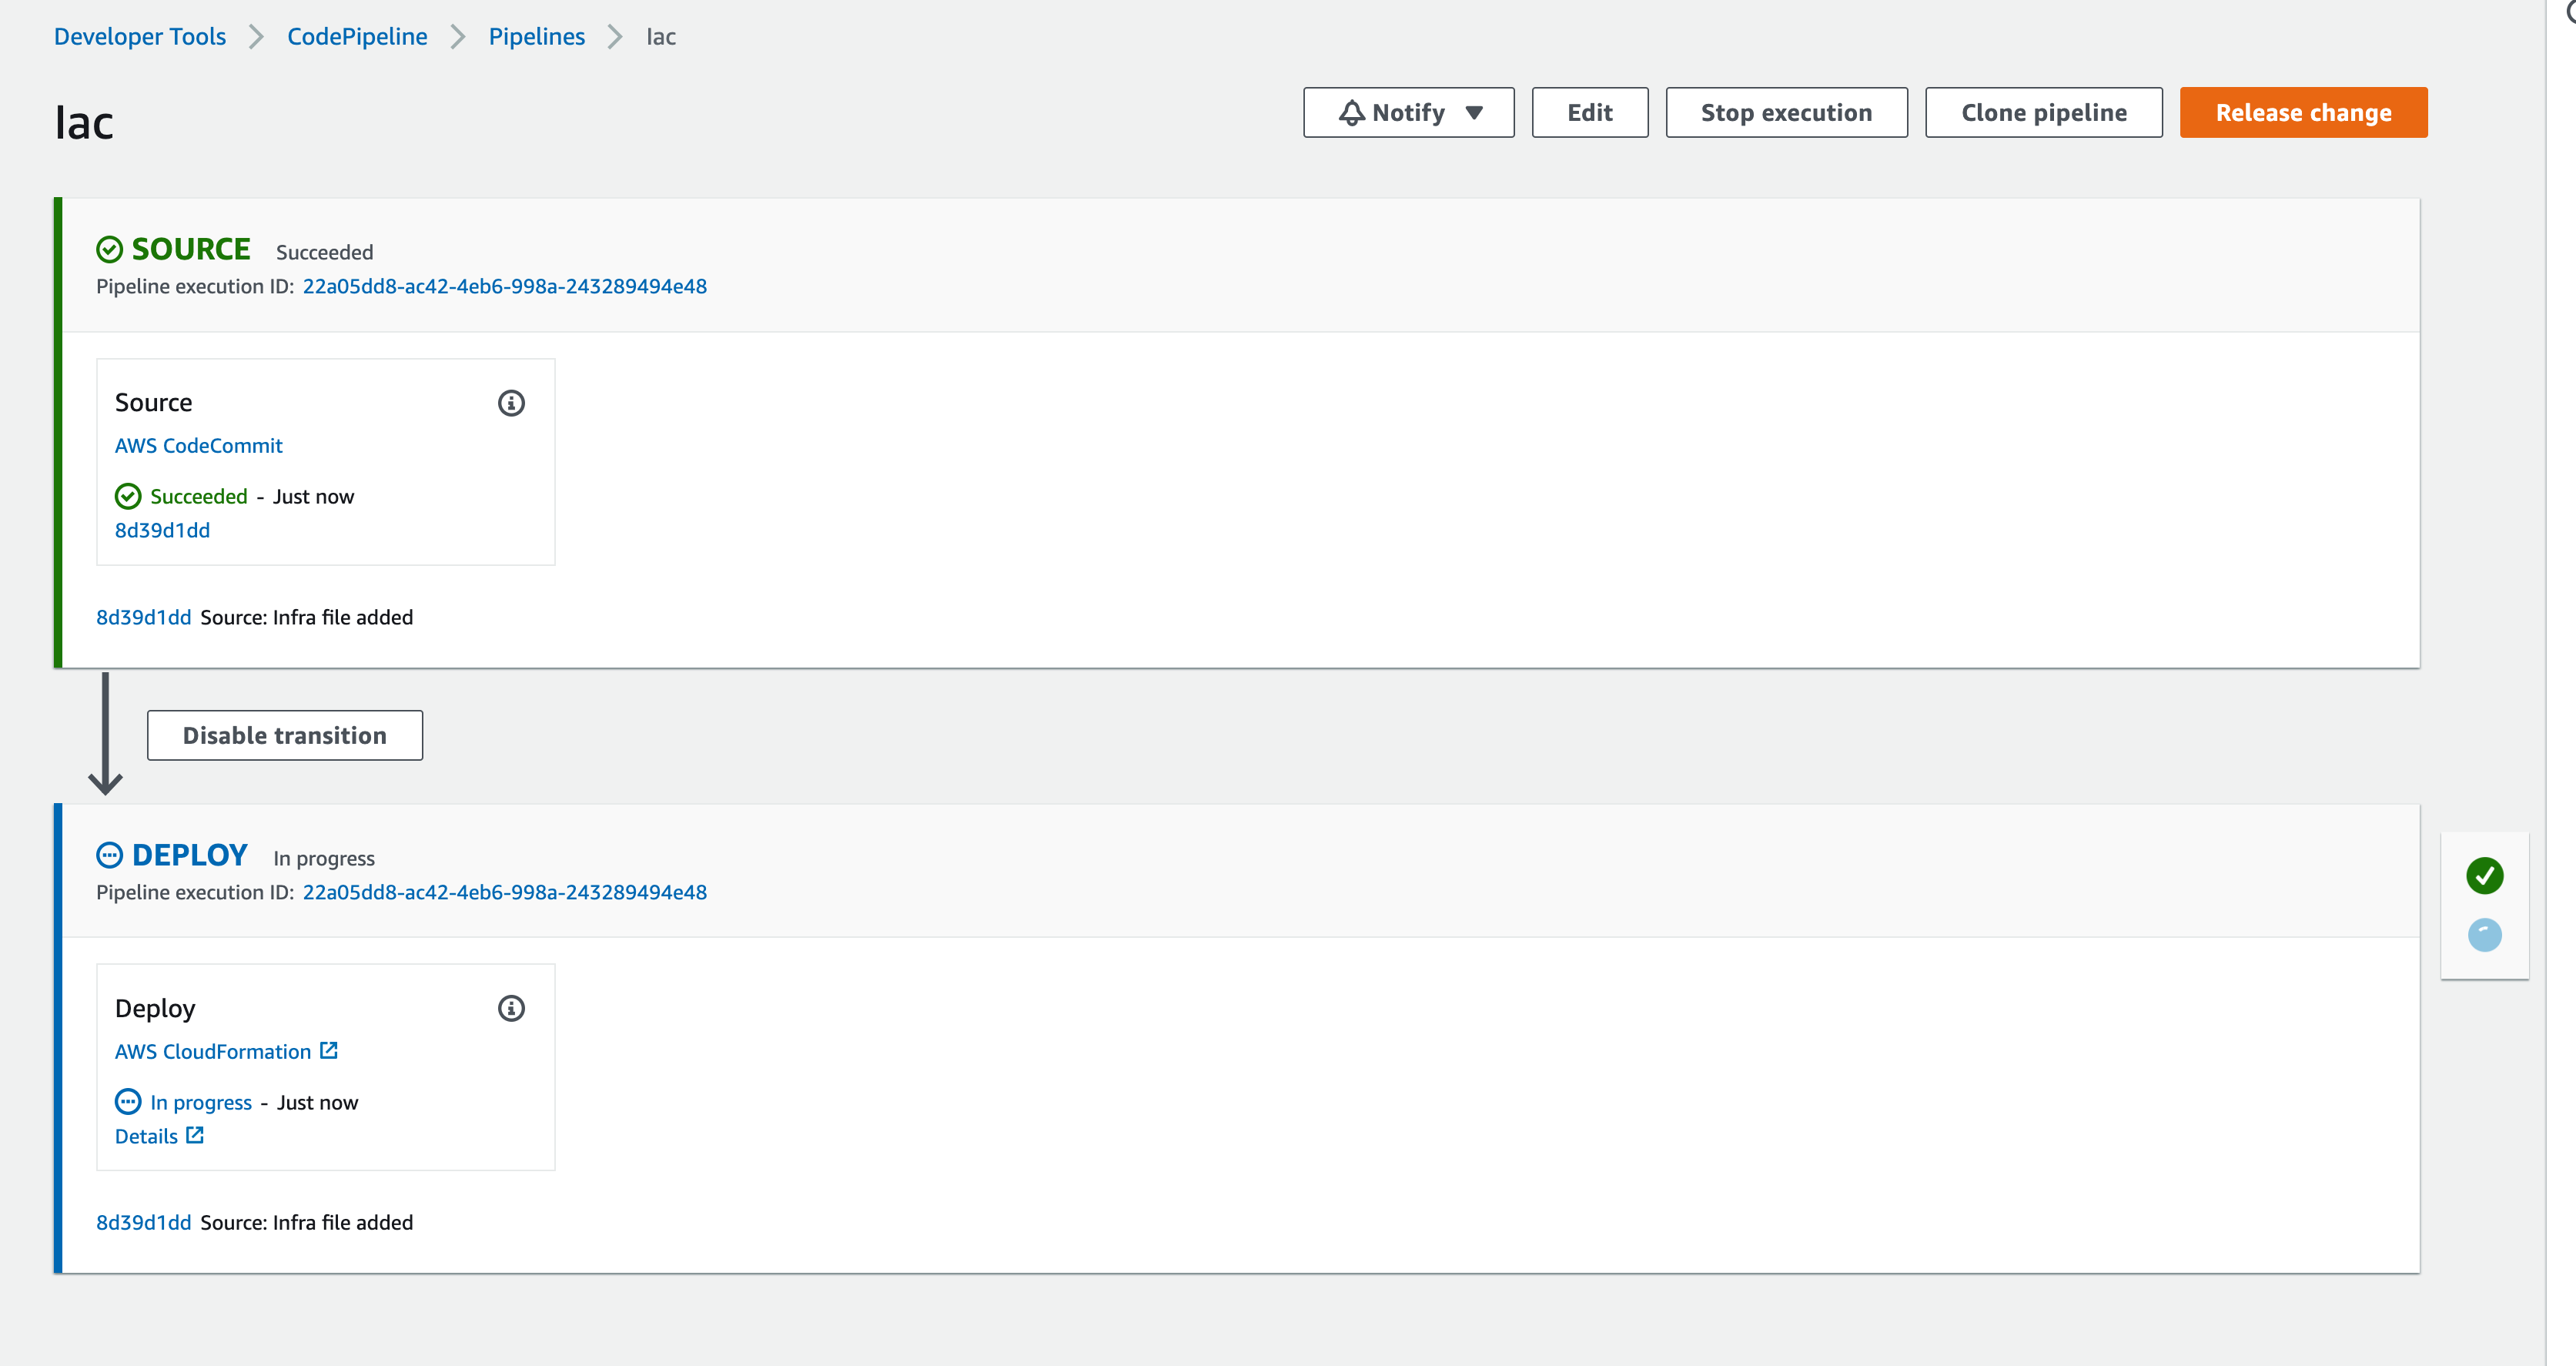 Developer Tools > CodePipeline > Pipelines > Iac
Iac
Notify Edit Stop execution Clone pipeline Release change
SOURCE Succeeded
Pipeline execution ID: 22a05dd8-ac42-4eb6-998a-243289494e48
Source
AWS CodeCommit
Succeeded - Just now
8d39d1dd
8d39d1dd Source: Infra file added
Disable transition
DEPLOY In progress
Pipeline execution ID: 22a05dd8-ac42-4eb6-998a-243289494e48
Deploy
AWS CloudFormation
In progress - Just now
Details
8d39d1dd Source: Infra file added